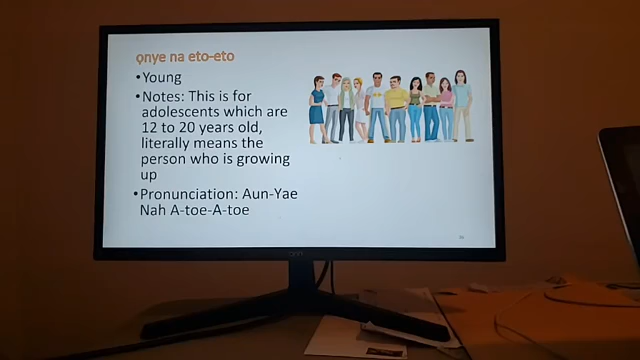 ọnye na eto-eto
•Young
•Notes: This is for
adolescents which are
12 to 20 years old,
literally means the
person who is growing
up
•Pronunciation: Aun-Yae
Nah A-toe-A-toe